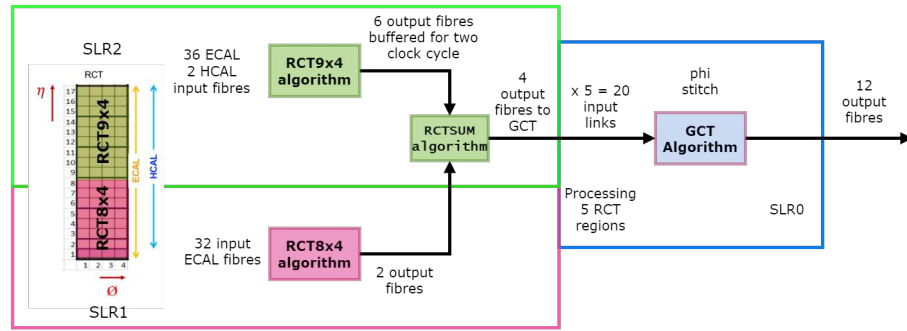 SLR2
RCT
η
17
16
15
14
13
12
11
10
9
8
7
6
5
4
3
2
1
RCT9x4
RCT8x4
ECAL
HCAL
1 2 3 4
Ø
SLR1
36 ECAL
2 HCAL
input fibres
RCT9x4
algorithm
6 output fibres
buffered for two
clock cycle
RCTSUM
algorithm
4
output
fibres to
GCT
32 input
ECAL fibres
RCT8x4
algorithm
2 output
fibres
x 5 = 20
input
links
phi
stitch
GCT
Algorithm
12
output
fibres
Processing
5 RCT
regions
SLR0